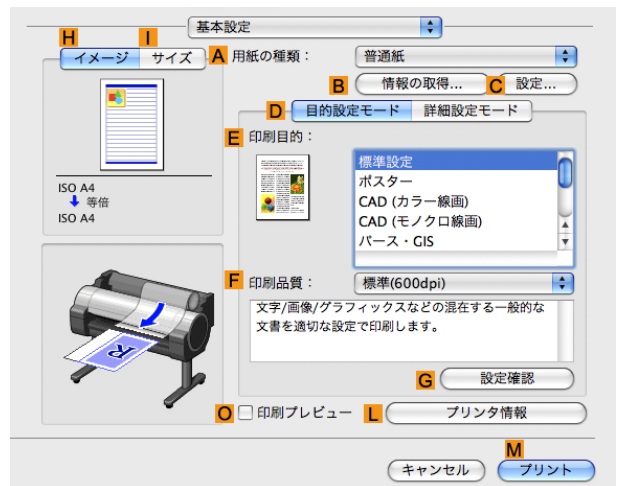 基本設定
H
I
イメージ サイズ
A 用紙の種類： 普通紙
B 情報の取得... C 設定...
D 目的設定モード 詳細設定モード
E 印刷目的：
標準設定
ポスター
CAD (カラー線画)
CAD (モノクロ線画)
パース・GIS
ISO A4
等倍
ISO A4
F 印刷品質： 標準(600dpi)
文字/画像/グラフィックスなどの混在する一般的な
文書を適切な設定で印刷します。
R
G 設定確認
O 印刷プレビュー L プリンタ情報
M
キャンセル プリント